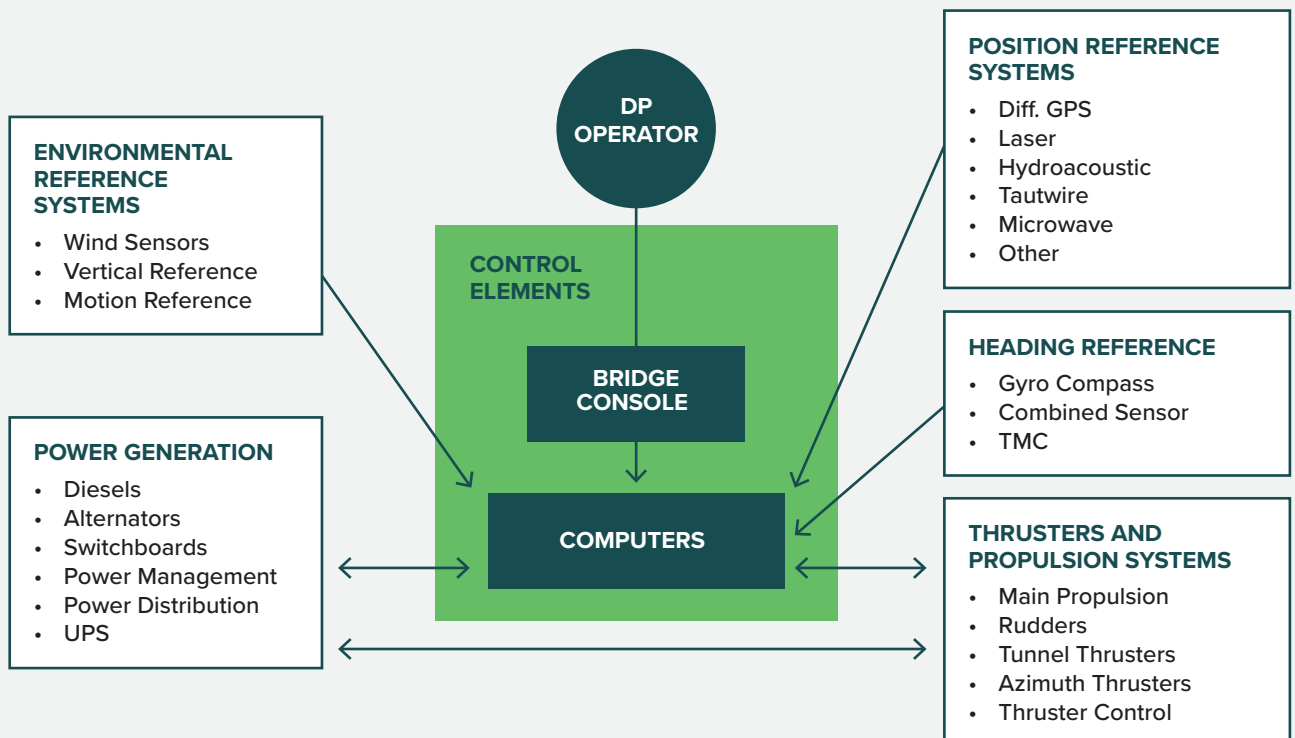 DP
OPERATOR
ENVIRONMENTAL
REFERENCE
SYSTEMS
• Wind Sensors
• Vertical Reference
• Motion Reference
POWER GENERATION
• Diesels
• Alternators
• Switchboards
• Power Management
• Power Distribution
• UPS
CONTROL
ELEMENTS
BRIDGE
CONSOLE
COMPUTERS
POSITION REFERENCE
SYSTEMS
• Diff. GPS
• Laser
• Hydroacoustic
• Tautwire
• Microwave
• Other
HEADING REFERENCE
• Gyro Compass
• Combined Sensor
• TMC
THRUSTERS AND
PROPULSION SYSTEMS
• Main Propulsion
• Rudders
• Tunnel Thrusters
• Azimuth Thrusters
• Thruster Control